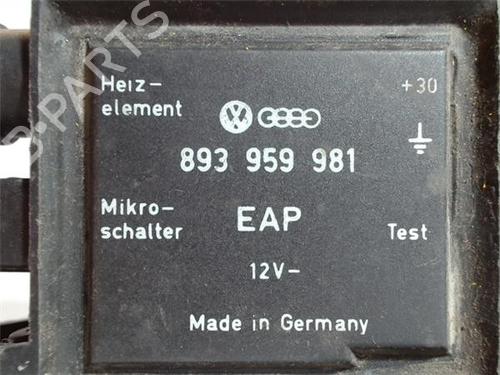 Heiz-
element
+30
893 959 981
Mikro-
schalter
EAP
Test
12V-
Made in Germany
B-PARTS